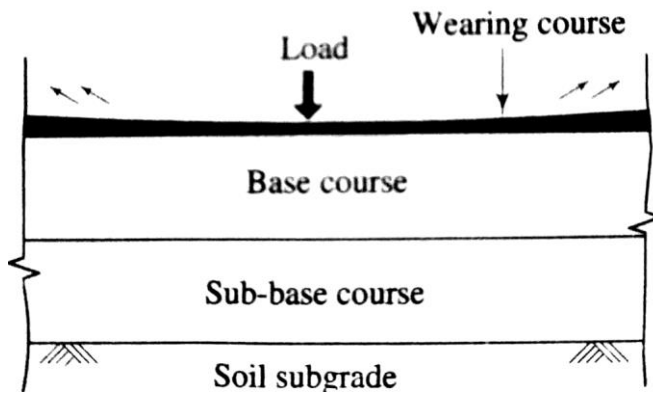 Wearing course
Load
Base course
Sub-base course
Soil subgrade